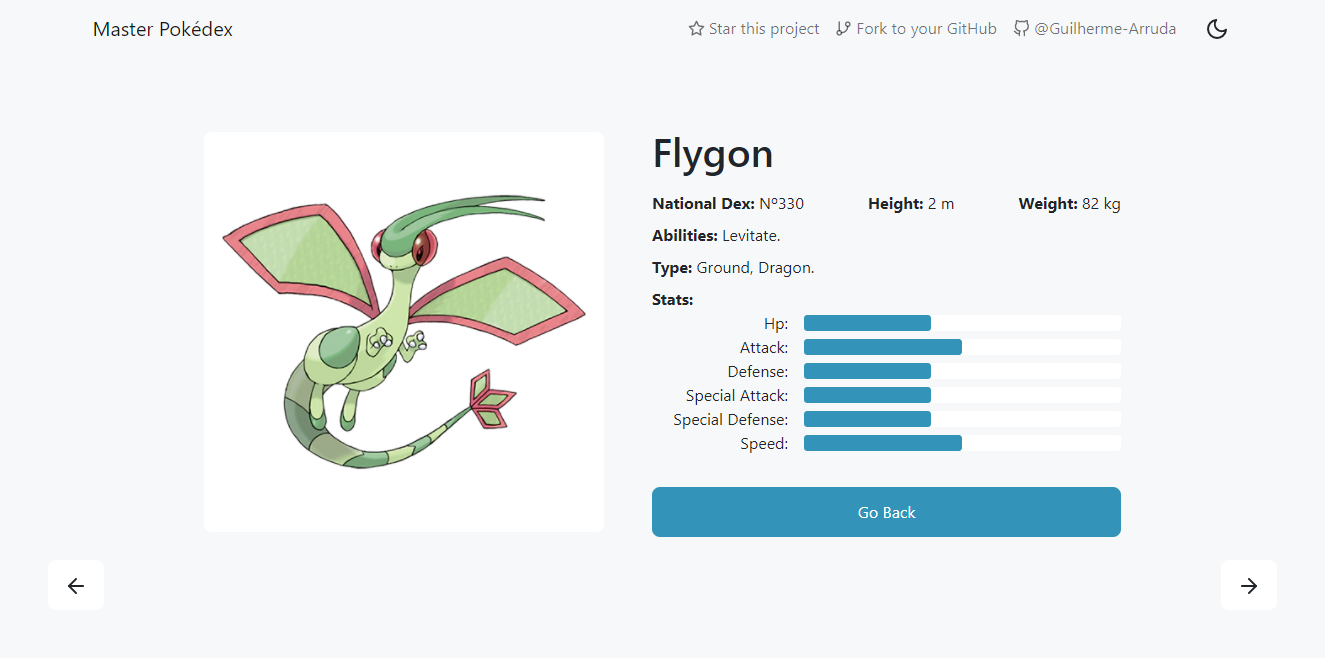 Master Pokédex
Star this project Fork to your GitHub @Guilherme-Arruda
Flygon
National Dex: Nº330 Height: 2 m Weight: 82 kg
Abilities: Levitate.
Type: Ground, Dragon.
Stats:
Hp:
Attack:
Defense:
Special Attack:
Special Defense:
Speed:
Go Back